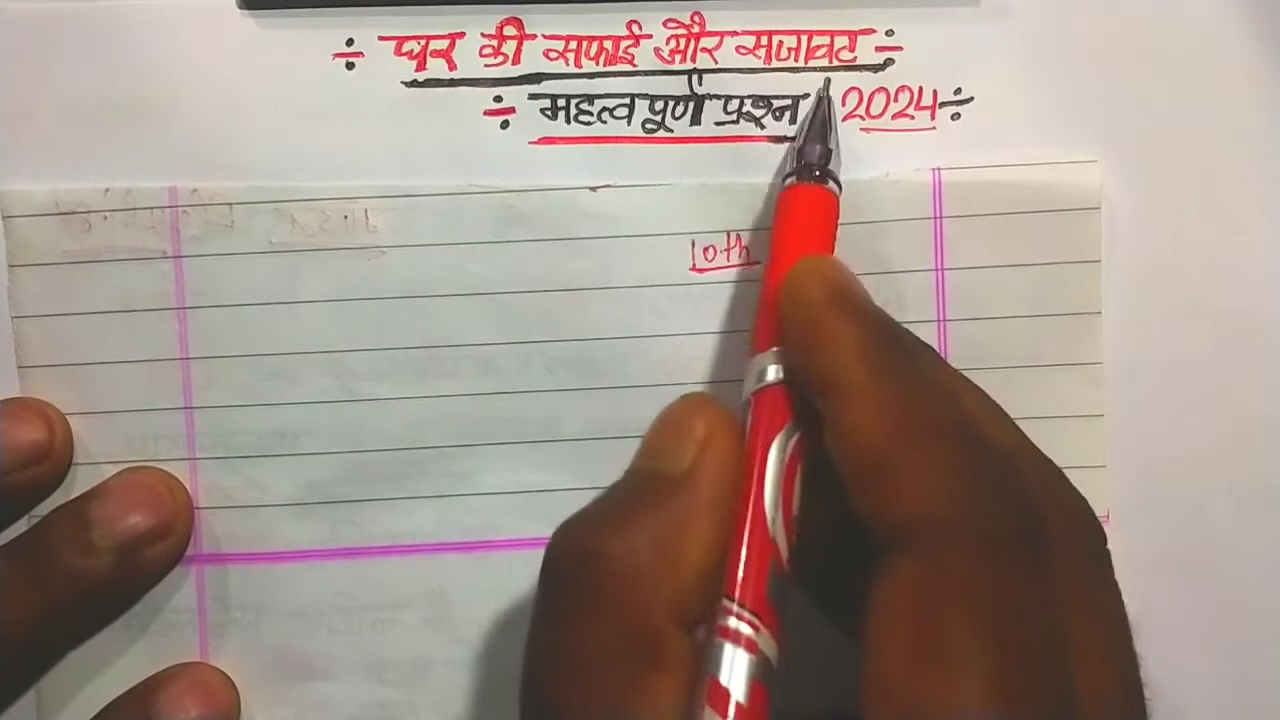 ÷ घर की सफाई और सजावट ÷
÷ महत्वपूर्ण प्रश्न 2024 ÷
10th